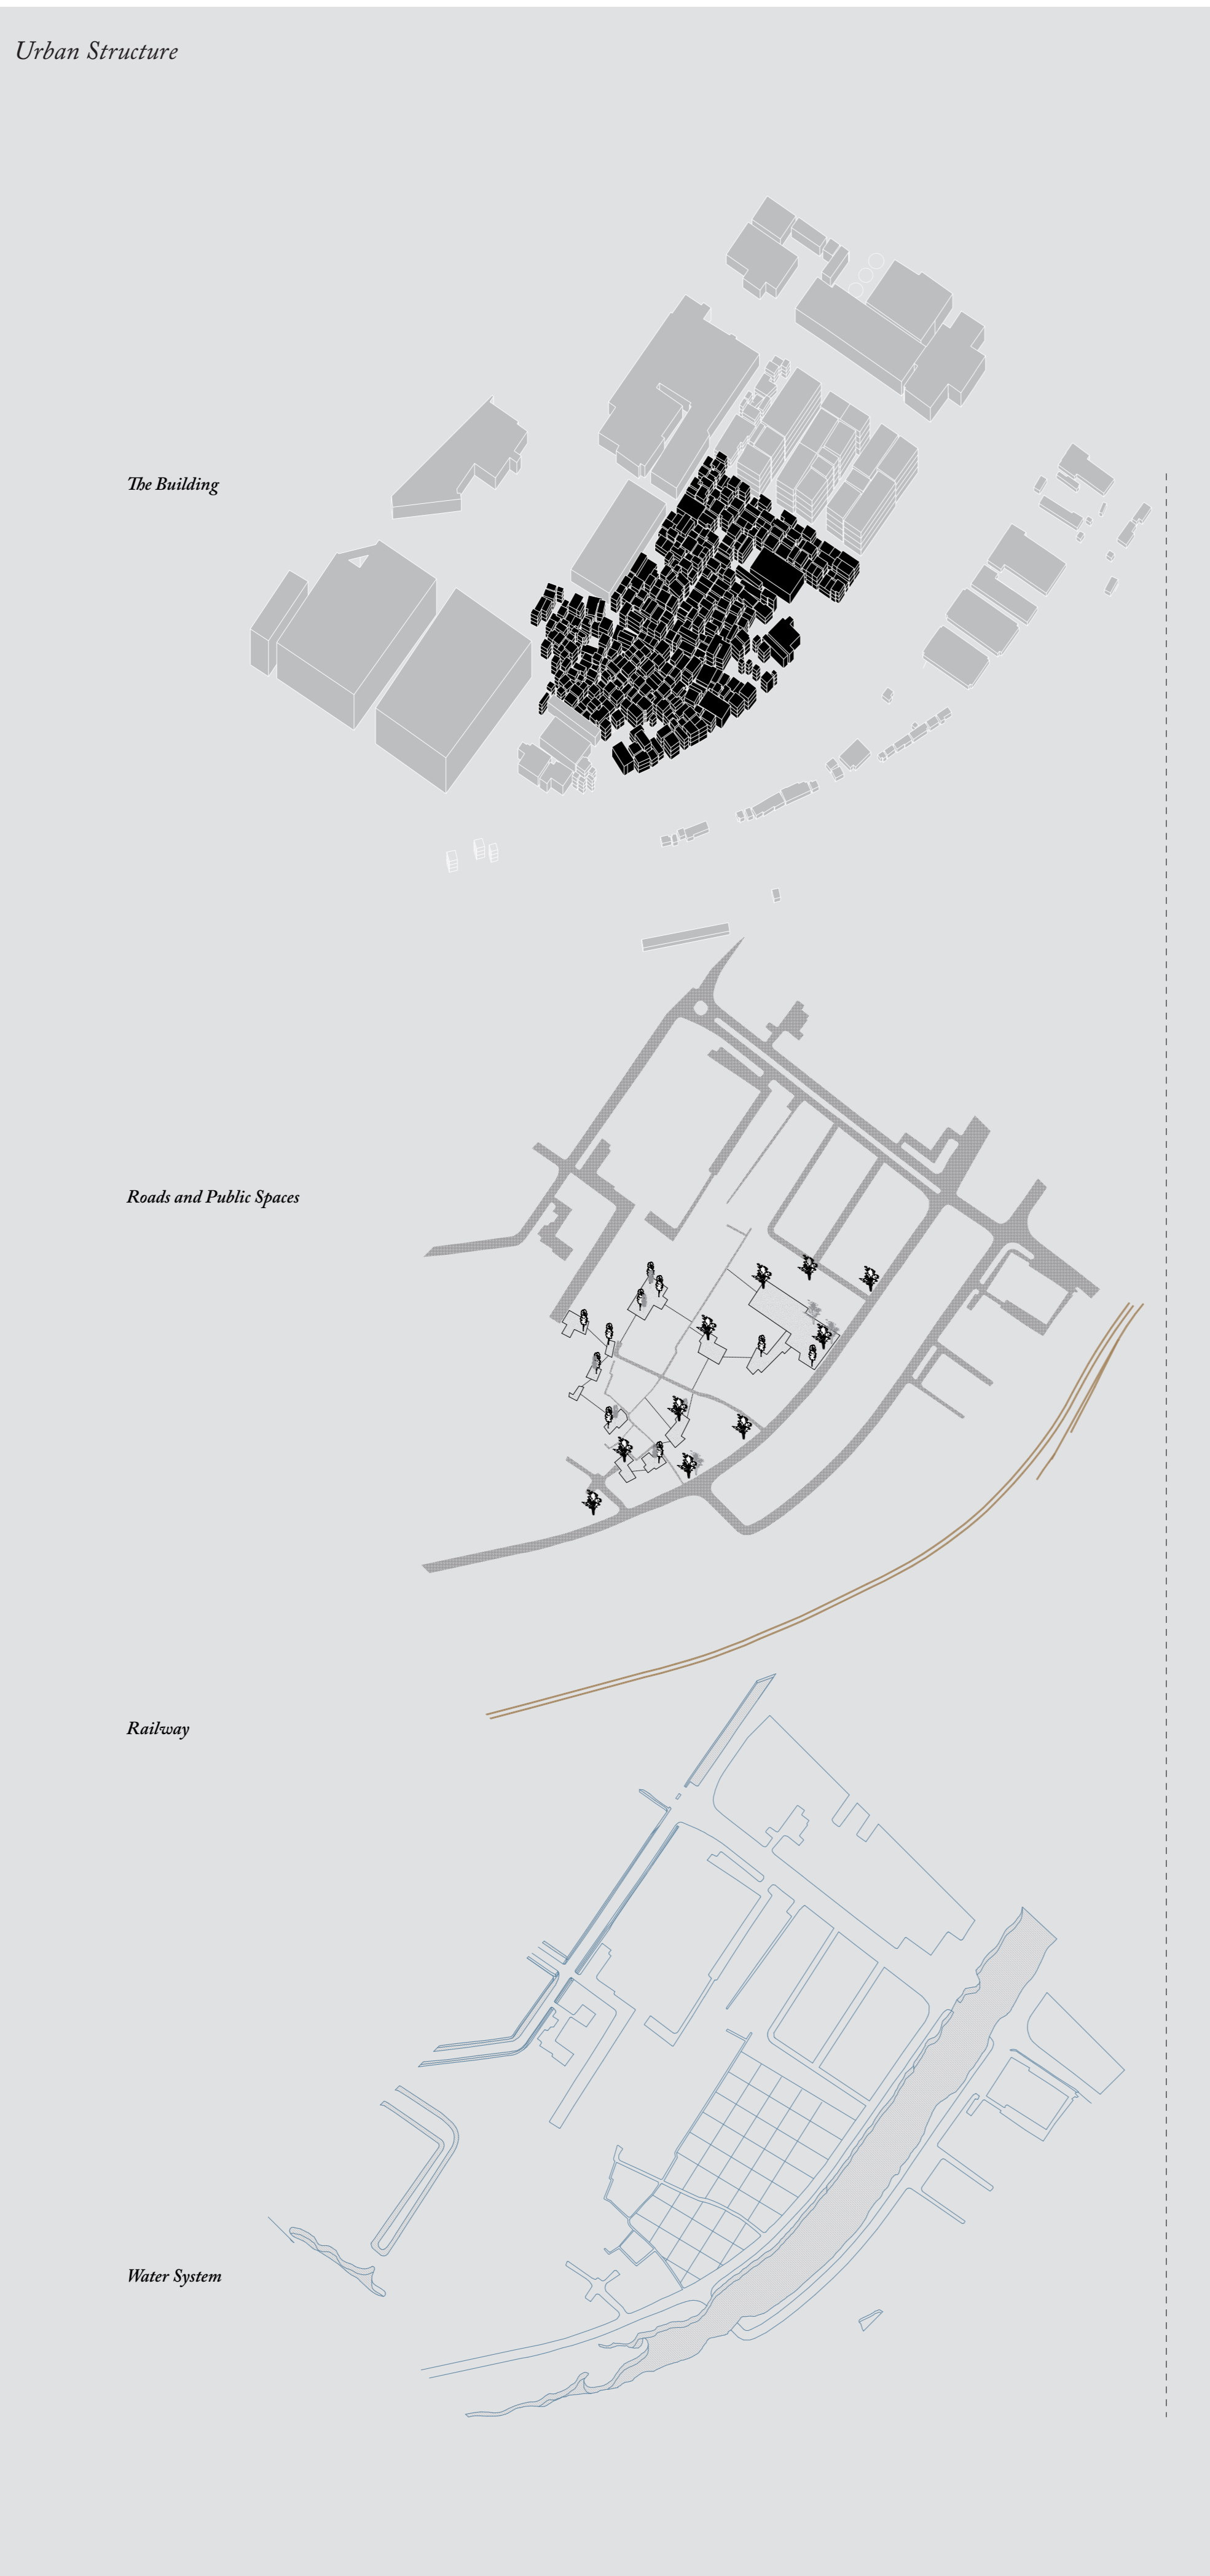 Urban Structure
The Building
Roads and Public Spaces
Railway
Water System